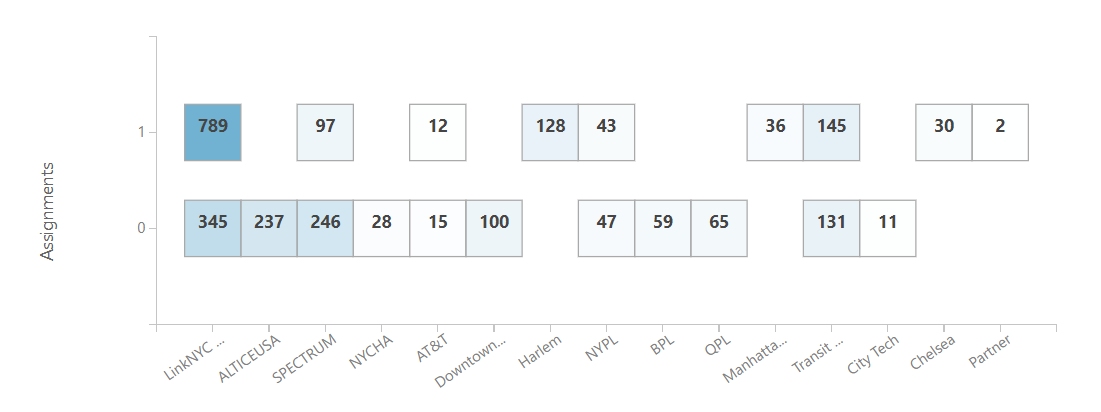 Assignments
1
789 97 12 128 43 36 145 30 2
0
345 237 246 28 15 100 47 59 65 131 11
LinkNYC ... ALTICEUSA SPECTRUM NYCHA AT&T Downtown... Harlem NYPL BPL QPL Manhatta... Transit ... City Tech Chelsea Partner